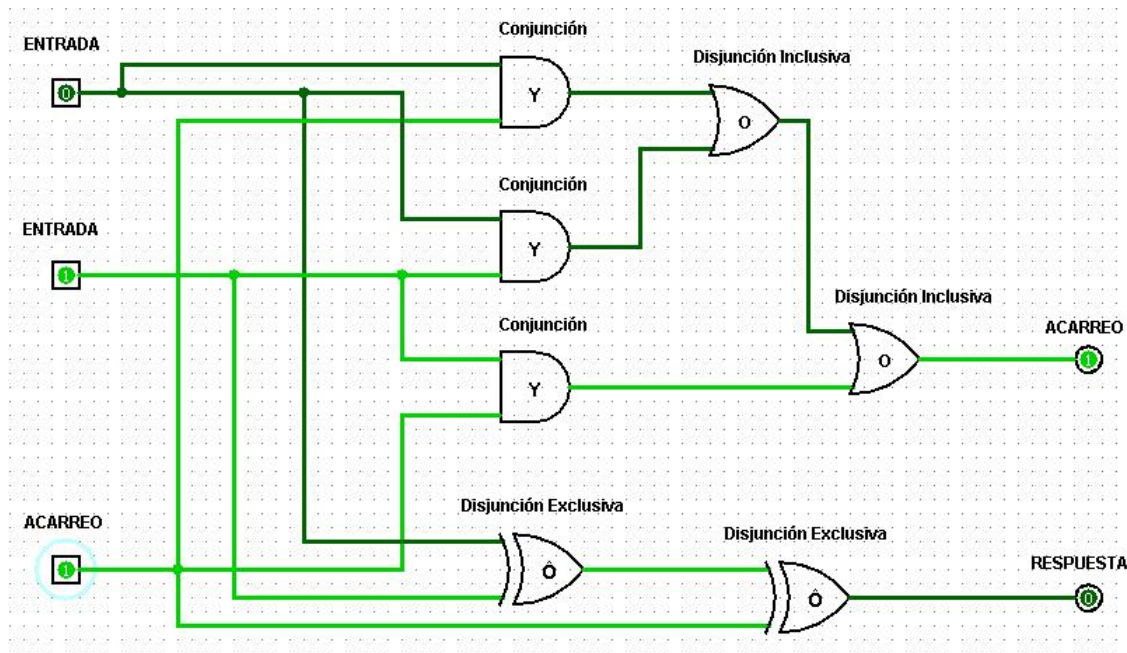 Conjunción
ENTRADA
Disjunción Inclusiva
0
Y
O
Conjunción
ENTRADA
Y
1
Disjunción Inclusiva
Conjunción
ACARREO
O
1
Y
Disjunción Exclusiva
ACARREO
Disjunción Exclusiva
RESPUESTA
1
Ô
Ô
0